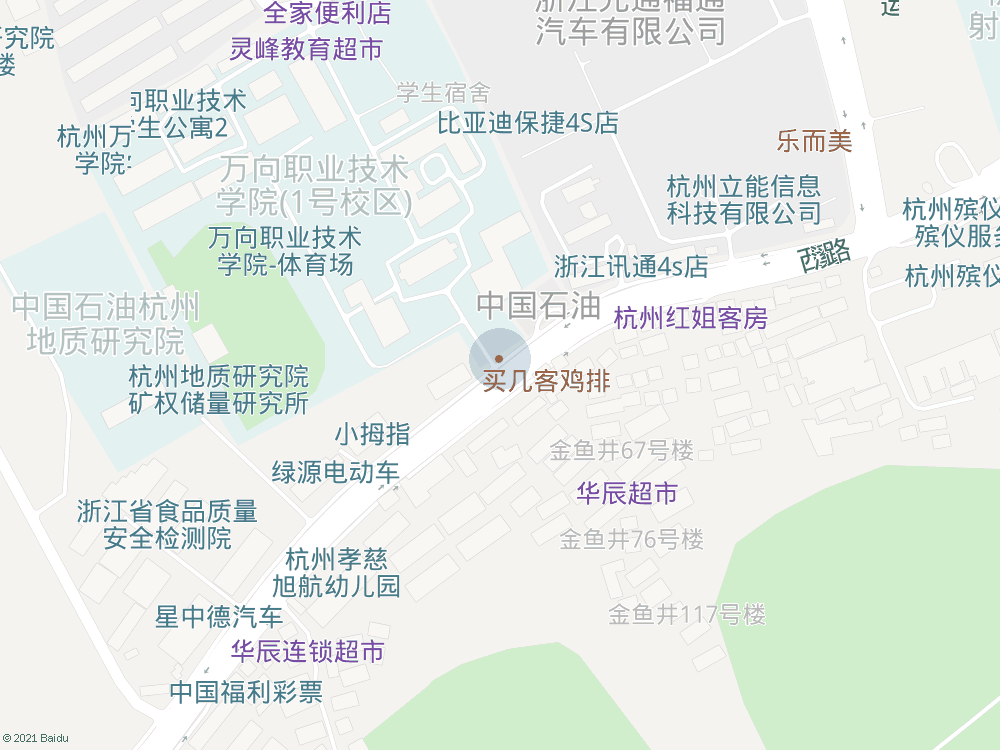 全家便利店
灵峰教育超市
汽车有限公司
学生宿舍
比亚迪保捷4S店
向职业技术
生公寓2
杭州万
学院
乐而美
万向职业技术
学院(1号校区)
杭州立能信息
科技有限公司
杭州殡仪
殡仪服务
万向职业技术
学院-体育场
西溪路
浙江讯通4s店
杭州殡仪
中国石油杭州
地质研究院
中国石油
杭州红姐客房
杭州地质研究院
矿权储量研究所
买几客鸡排
小拇指
绿源电动车
金鱼井67号楼
华辰超市
浙江省食品质量
安全检测院
金鱼井76号楼
杭州孝慈
旭航幼儿园
星中德汽车
金鱼井117号楼
华辰连锁超市
中国福利彩票
© 2021 Baidu